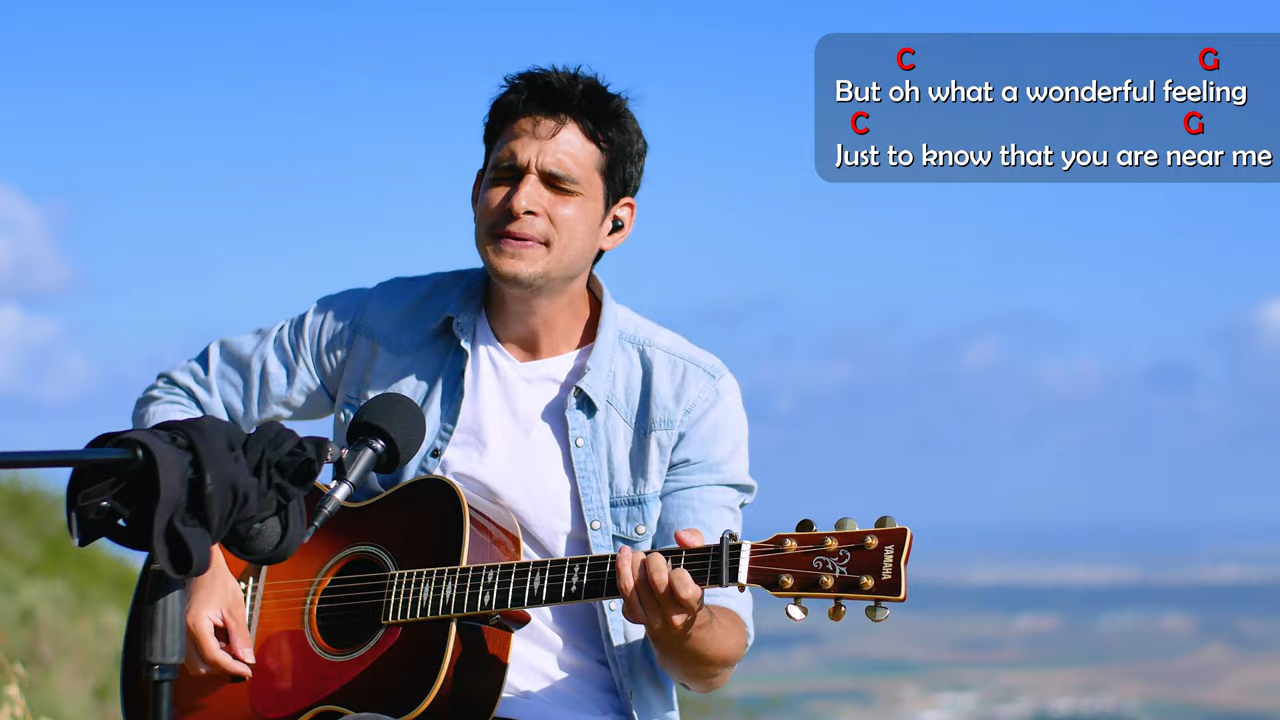 C G
But oh what a wonderful feeling
C G
Just to know that you are near me
YAMAHA